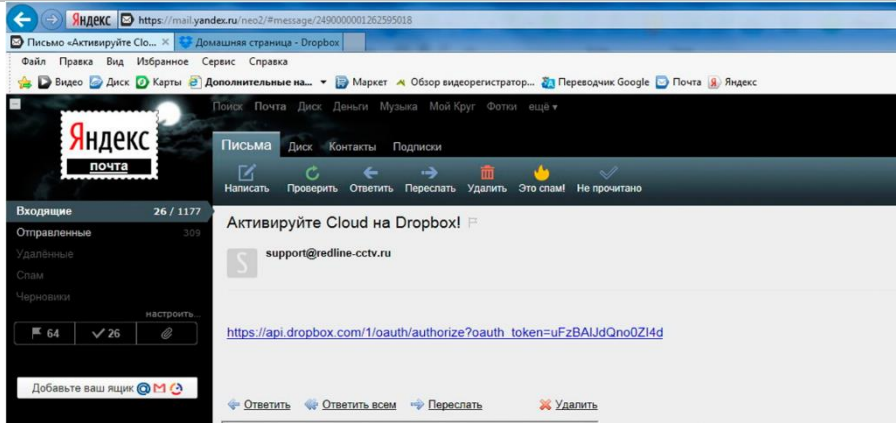 Яндекс https://mail.yandex.ru/neo2/#message/2490000001262595018
Письмо «Активируйте Clo... Домашняя страница - Dropbox
Файл Правка Вид Избранное Сервис Справка
Видео Диск Карты Дополнительные на... Маркет Обзор видеорегистратор... Переводчик Google Почта Яндекс
Поиск Почта Диск Деньги Музыка Мой Круг Фотки ещё
Яндекс
почта
Письма Диск Контакты Подписки
Написать Проверить Ответить Переслать Удалить Это спам! Не прочитано
Входящие 26 / 1177
Отправленные 309
Удалённые
Спам
Черновики
настроить...
64 26
Добавьте ваш ящик
Активируйте Cloud на Dropbox!
S support@redline-cctv.ru
https://api.dropbox.com/1/oauth/authorize?oauth_token=uFzBAIJdQno0ZI4d
Ответить Ответить всем Переслать Удалить